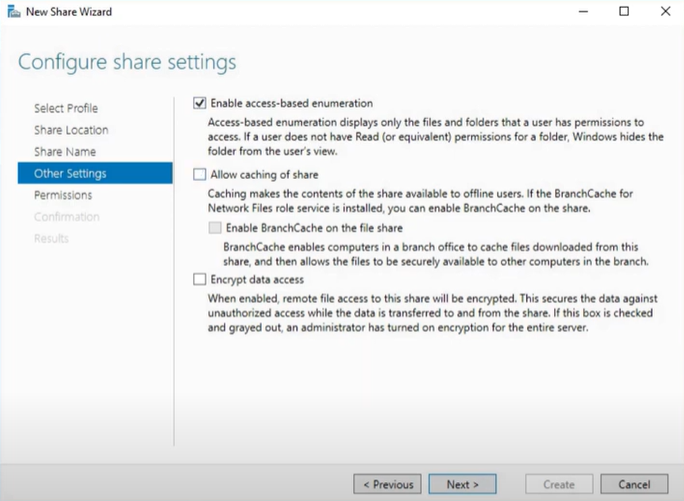 New Share Wizard
Configure share settings
Select Profile
Share Location
Share Name
Other Settings
Permissions
Confirmation
Results
Enable access-based enumeration
Access-based enumeration displays only the files and folders that a user has permissions to
access. If a user does not have Read (or equivalent) permissions for a folder, Windows hides the
folder from the user's view.
Allow caching of share
Caching makes the contents of the share available to offline users. If the BranchCache for
Network Files role service is installed, you can enable BranchCache on the share.
Enable BranchCache on the file share
BranchCache enables computers in a branch office to cache files downloaded from this
share, and then allows the files to be securely available to other computers in the branch.
Encrypt data access
When enabled, remote file access to this share will be encrypted. This secures the data against
unauthorized access while the data is transferred to and from the share. If this box is checked
and grayed out, an administrator has turned on encryption for the entire server.
< Previous
Next >
Create
Cancel